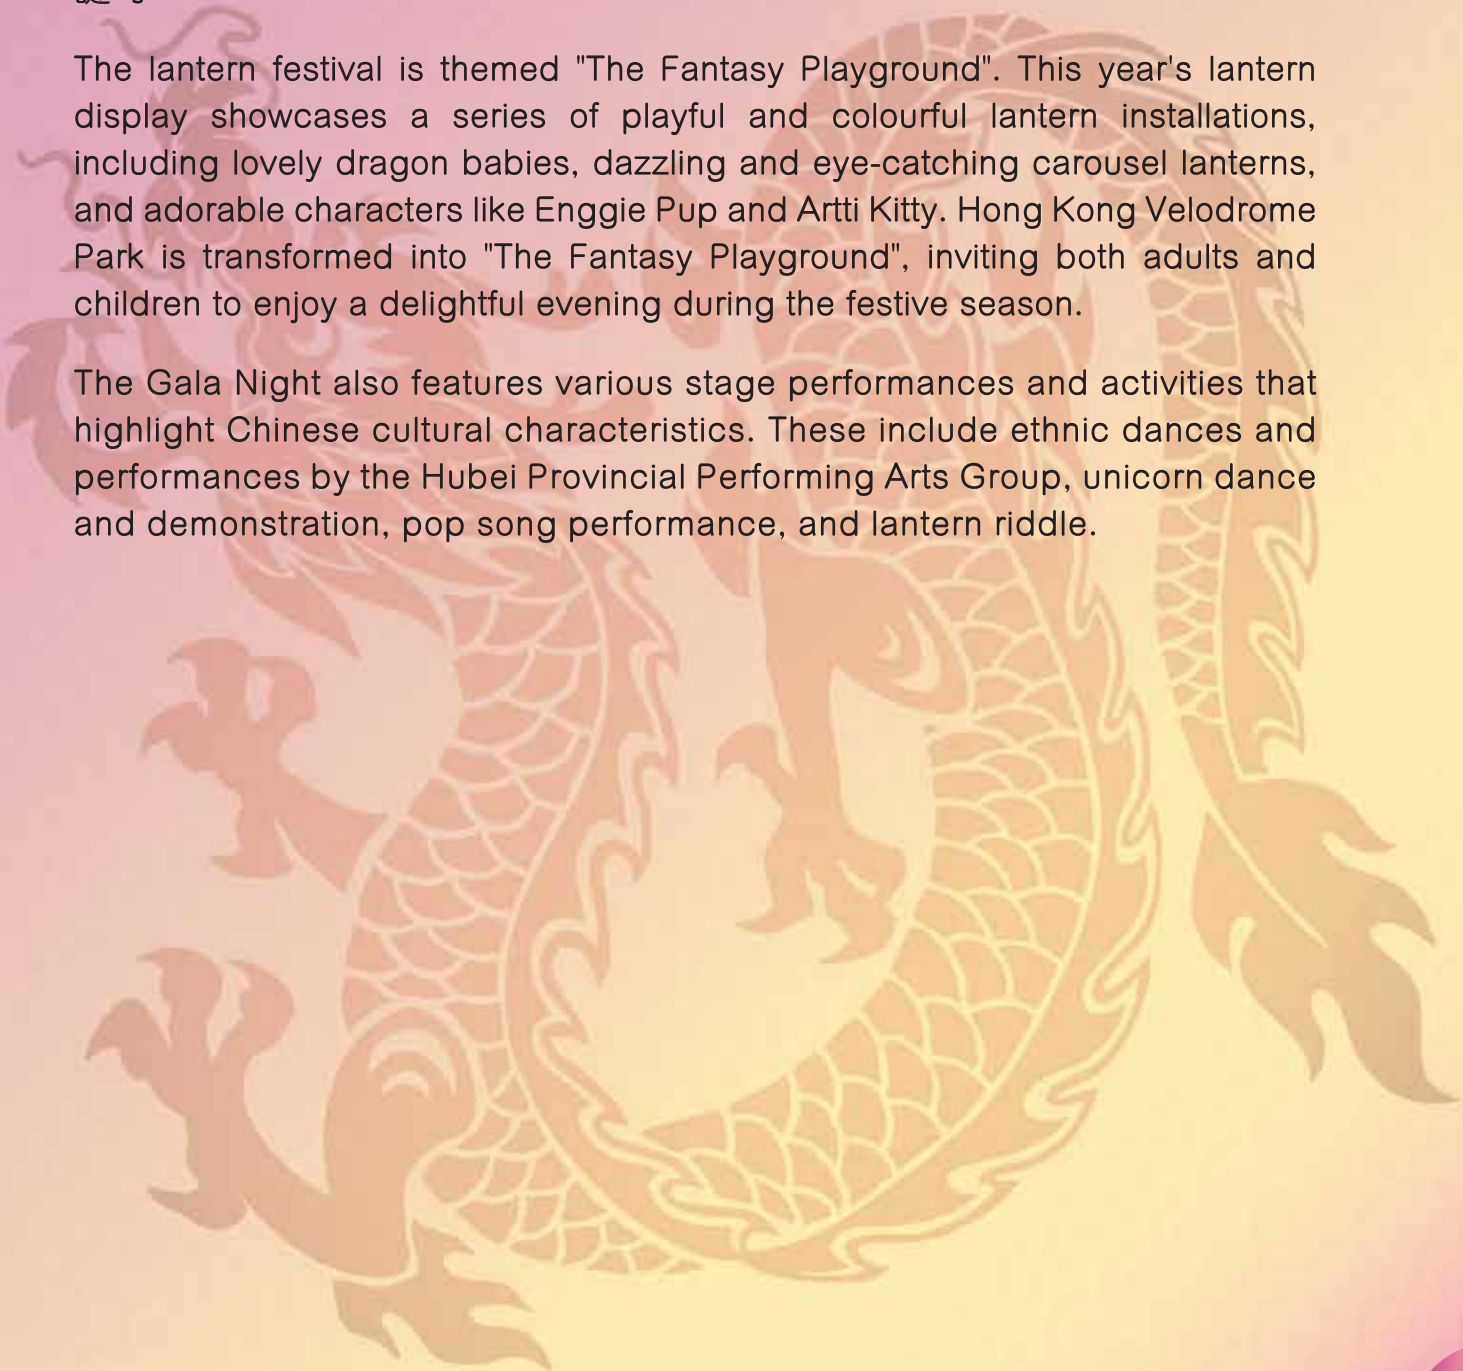 The lantern festival is themed "The Fantasy Playground". This year's lantern
display showcases a series of playful and colourful lantern installations,
including lovely dragon babies, dazzling and eye-catching carousel lanterns,
and adorable characters like Enggie Pup and Artti Kitty. Hong Kong Velodrome
Park is transformed into "The Fantasy Playground", inviting both adults and
children to enjoy a delightful evening during the festive season.
The Gala Night also features various stage performances and activities that
highlight Chinese cultural characteristics. These include ethnic dances and
performances by the Hubei Provincial Performing Arts Group, unicorn dance
and demonstration, pop song performance, and lantern riddle.